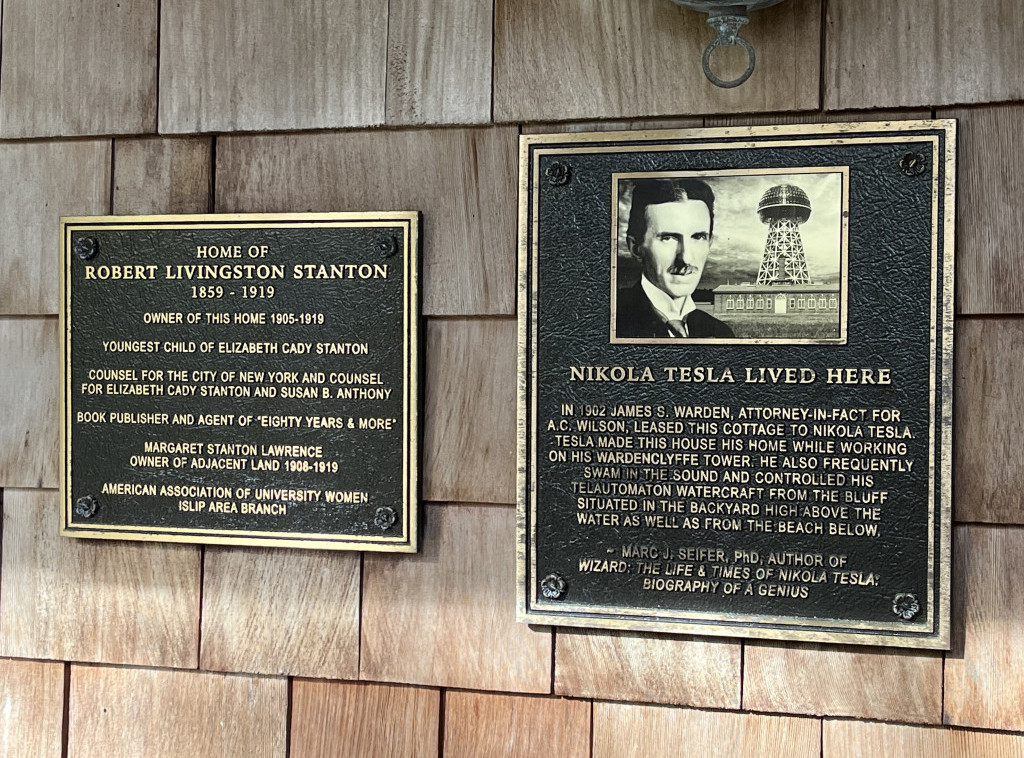 HOME OF
ROBERT LIVINGSTON STANTON
1859 - 1919
OWNER OF THIS HOME 1905-1919
YOUNGEST CHILD OF ELIZABETH CADY STANTON
COUNSEL FOR THE CITY OF NEW YORK AND COUNSEL
FOR ELIZABETH CADY STANTON AND SUSAN B. ANTHONY
BOOK PUBLISHER AND AGENT OF "EIGHTY YEARS & MORE"
MARGARET STANTON LAWRENCE
OWNER OF ADJACENT LAND 1908-1919
AMERICAN ASSOCIATION OF UNIVERSITY WOMEN
ISLIP AREA BRANCH
NIKOLA TESLA LIVED HERE
IN 1902 JAMES S. WARDEN, ATTORNEY-IN-FACT FOR
A.C. WILSON, LEASED THIS COTTAGE TO NIKOLA TESLA.
TESLA MADE THIS HOUSE HIS HOME WHILE WORKING
ON HIS WARDENCLYFFE TOWER. HE ALSO FREQUENTLY
SWAM IN THE SOUND AND CONTROLLED HIS
TELAUTOMATON WATERCRAFT FROM THE BLUFF
SITUATED IN THE BACKYARD HIGH ABOVE THE
WATER AS WELL AS FROM THE BEACH BELOW.
~ MARC J. SEIFER, PhD, AUTHOR OF
WIZARD: THE LIFE & TIMES OF NIKOLA TESLA:
BIOGRAPHY OF A GENIUS